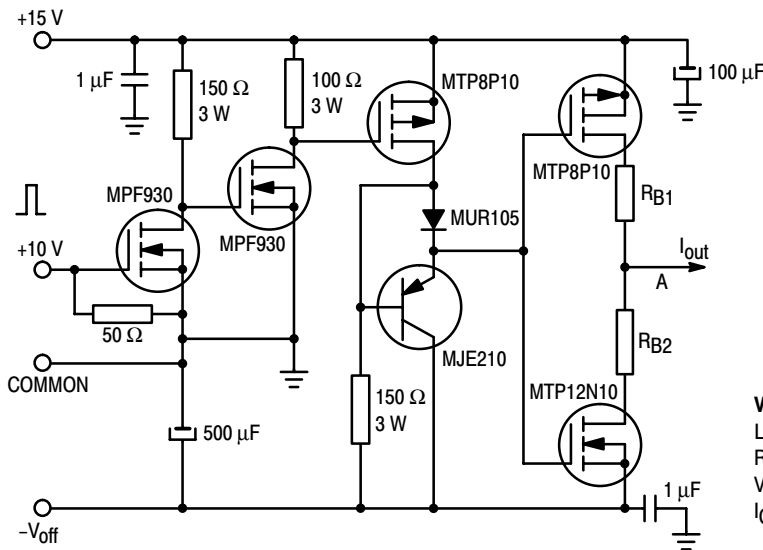 +15 V
1 μF
150 Ω
3 W
100 Ω
3 W
MTP8P10
100 μF
MPF930
MPF930
MUR105
MTP8P10
RB1
+10 V
Iout
A
50 Ω
MJE210
RB2
COMMON
MTP12N10
150 Ω
3 W
500 μF
1 μF
–Voff
V
L
R
V
IC